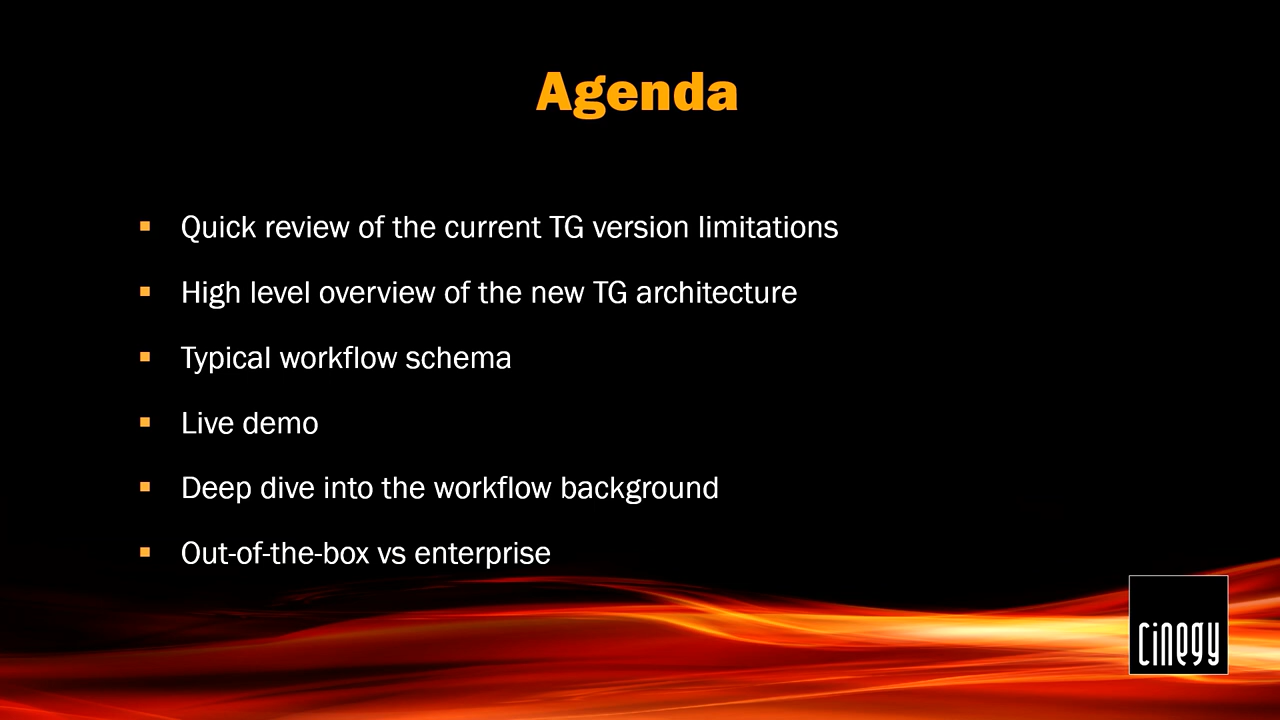 Agenda
▪ Quick review of the current TG version limitations
▪ High level overview of the new TG architecture
▪ Typical workflow schema
▪ Live demo
▪ Deep dive into the workflow background
▪ Out-of-the-box vs enterprise
cinegy